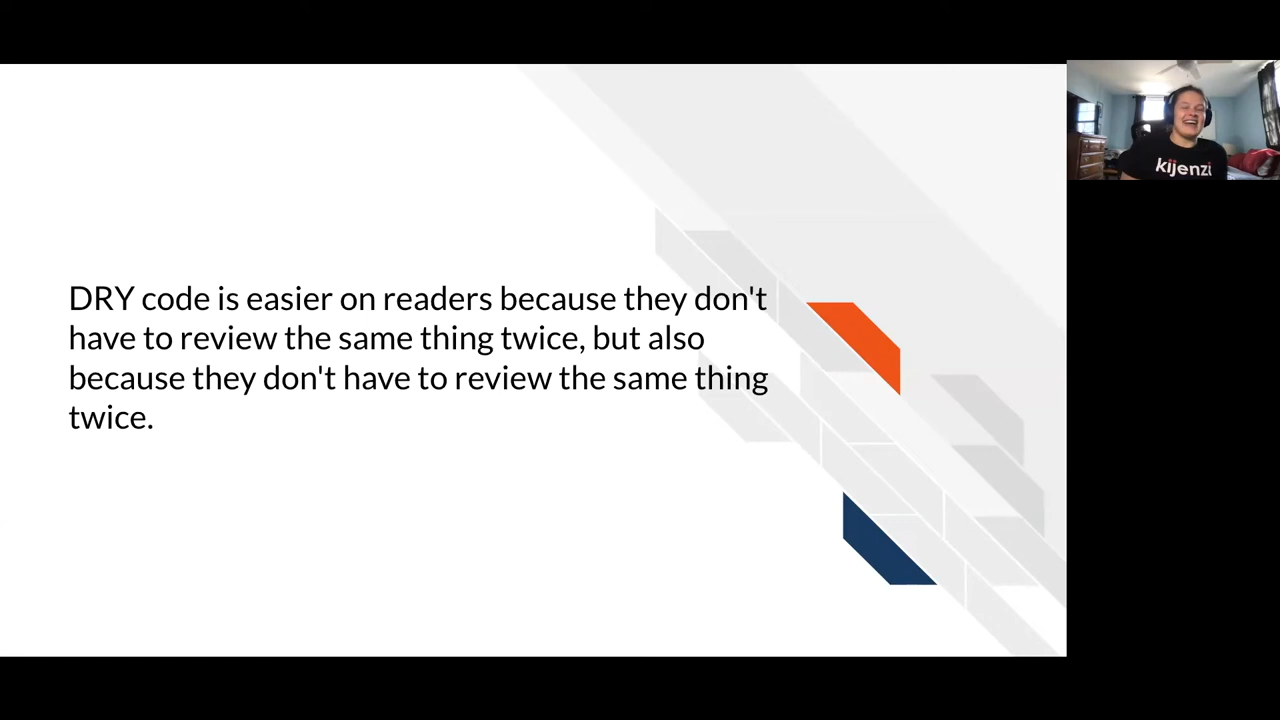 DRY code is easier on readers because they don't
have to review the same thing twice, but also
because they don't have to review the same thing
twice.
kijenzi